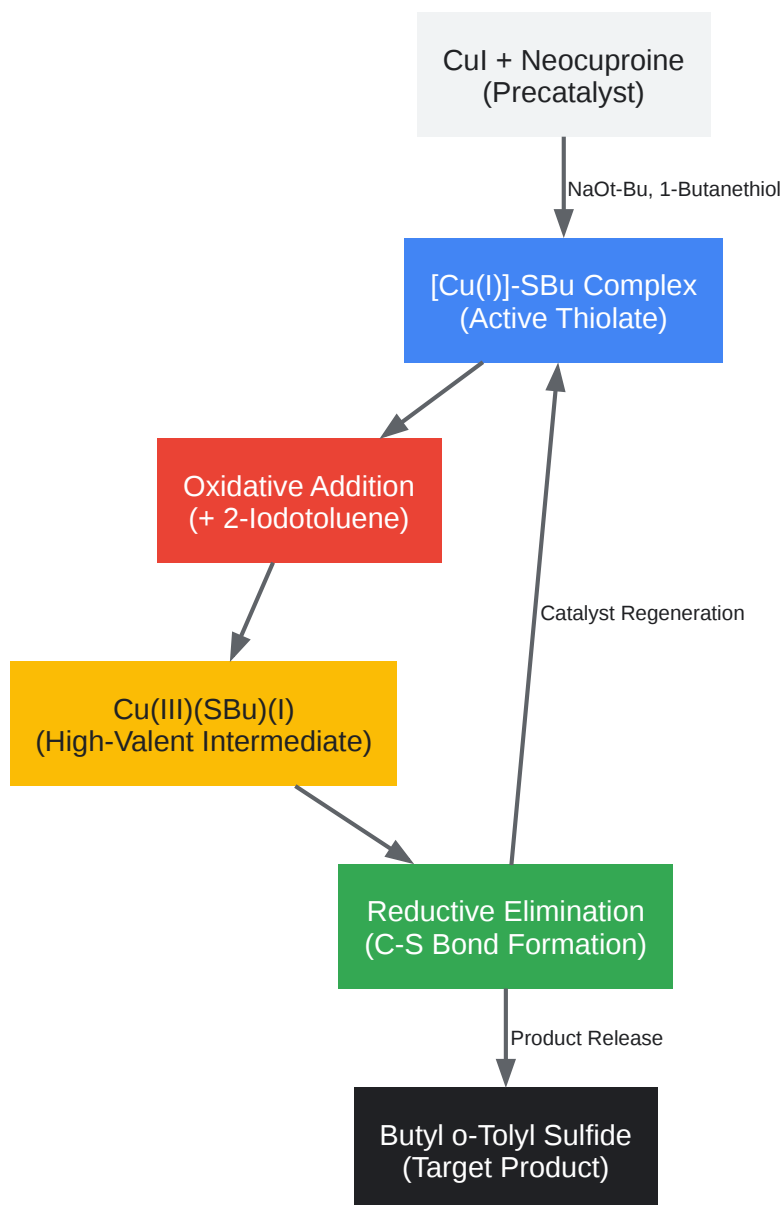 CuI + Neocuproine
(Precatalyst)
NaOt-Bu, 1-Butanethiol
[Cu(I)]-SBu Complex
(Active Thiolate)
Oxidative Addition
(+ 2-Iodotoluene)
Catalyst Regeneration
Cu(III)(SBu)(I)
(High-Valent Intermediate)
Reductive Elimination
(C-S Bond Formation)
Product Release
Butyl o-Tolyl Sulfide
(Target Product)